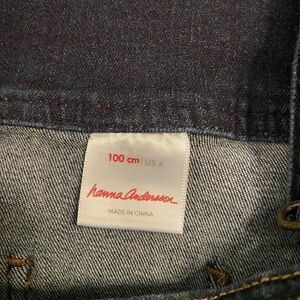 100 cm | US 4
hanna andersson
MADE IN CHINA